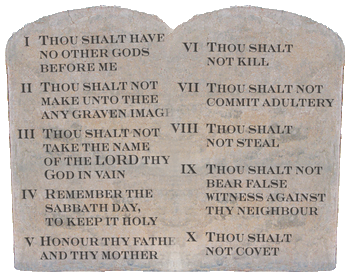 I THOU SHALT HAVE
NO OTHER GODS
BEFORE ME
II THOU SHALT NOT
MAKE UNTO THEE
ANY GRAVEN IMAGE
III THOU SHALT NOT
TAKE THE NAME
OF THE LORD THY
GOD IN VAIN
IV REMEMBER THE
SABBATH DAY,
TO KEEP IT HOLY
V HONOUR THY FATHE
AND THY MOTHER
VI THOU SHALT
NOT KILL
VII THOU SHALT NOT
COMMIT ADULTERY
VIII THOU SHALT
NOT STEAL
IX THOU SHALT NOT
BEAR FALSE
WITNESS AGAINST
THY NEIGHBOUR
X THOU SHALT
NOT COVET